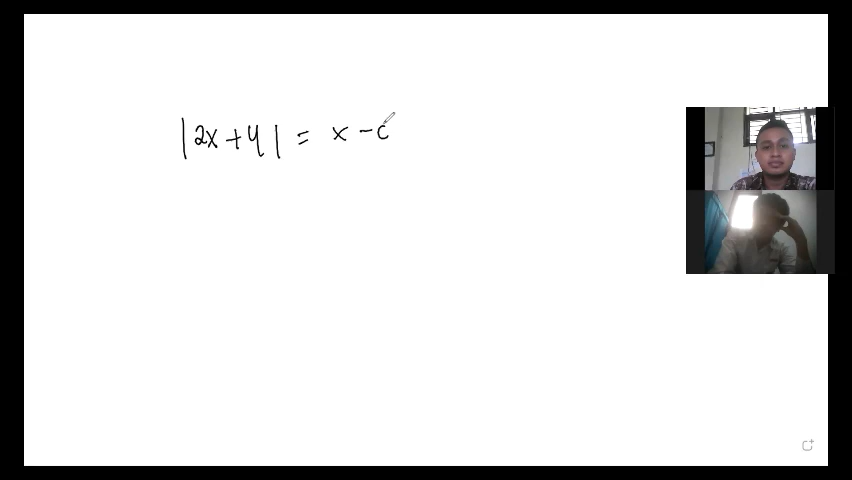 |2x+4| = x-c